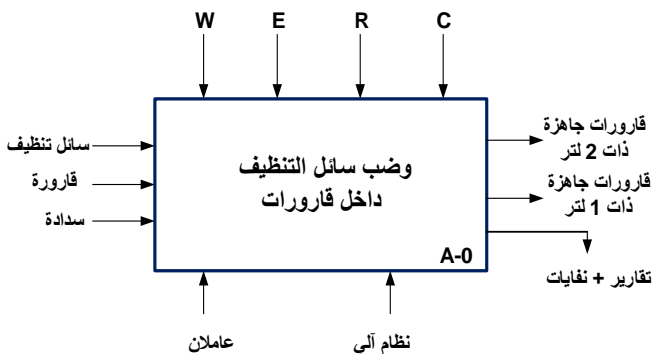 W E R C
سائل تنظيف
قارورة
سدادة
وضب سائل التنظيف
داخل قارورات
A-0
قارورات جاهزة
ذات 2 لتر
قارورات جاهزة
ذات 1 لتر
تقارير + نفايات
عاملان
نظام آلي